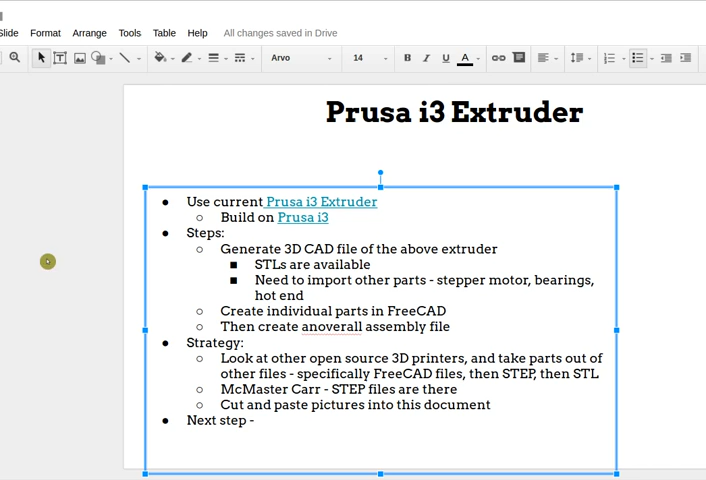 Slide Format Arrange Tools Table Help All changes saved in Drive
Arvo 14 B I U A
Prusa i3 Extruder
● Use current Prusa i3 Extruder
○ Build on Prusa i3
● Steps:
○ Generate 3D CAD file of the above extruder
■ STLs are available
■ Need to import other parts - stepper motor, bearings,
hot end
○ Create individual parts in FreeCAD
○ Then create anoverall assembly file
● Strategy:
○ Look at other open source 3D printers, and take parts out of
other files - specifically FreeCAD files, then STEP, then STL
○ McMaster Carr - STEP files are there
○ Cut and paste pictures into this document
● Next step -